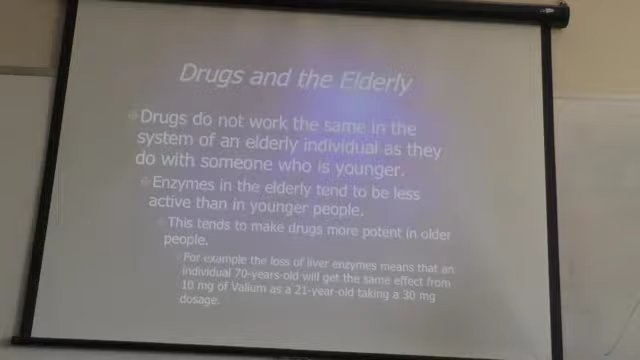 Drugs and the Elderly
Drugs do not work the same in the
system of an elderly individual as they
do with someone who is younger.
Enzymes in the elderly tend to be less
active than in younger people.
This tends to make drugs more potent in older
people.
For example the loss of liver enzymes means that an
individual 70-years-old will get the same effect from
10 mg of Valium as a 21-year-old taking a 30 mg
dosage.